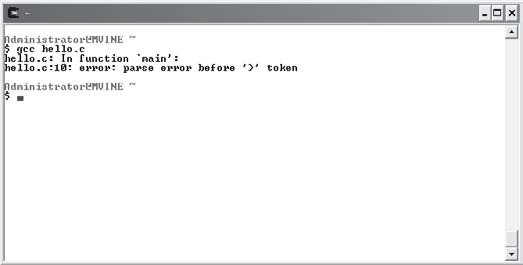 ~
Administrator@MVINE ~
$ gcc hello.c
hello.c: In function `main':
hello.c:10: error: parse error before '}' token
Administrator@MVINE ~
$